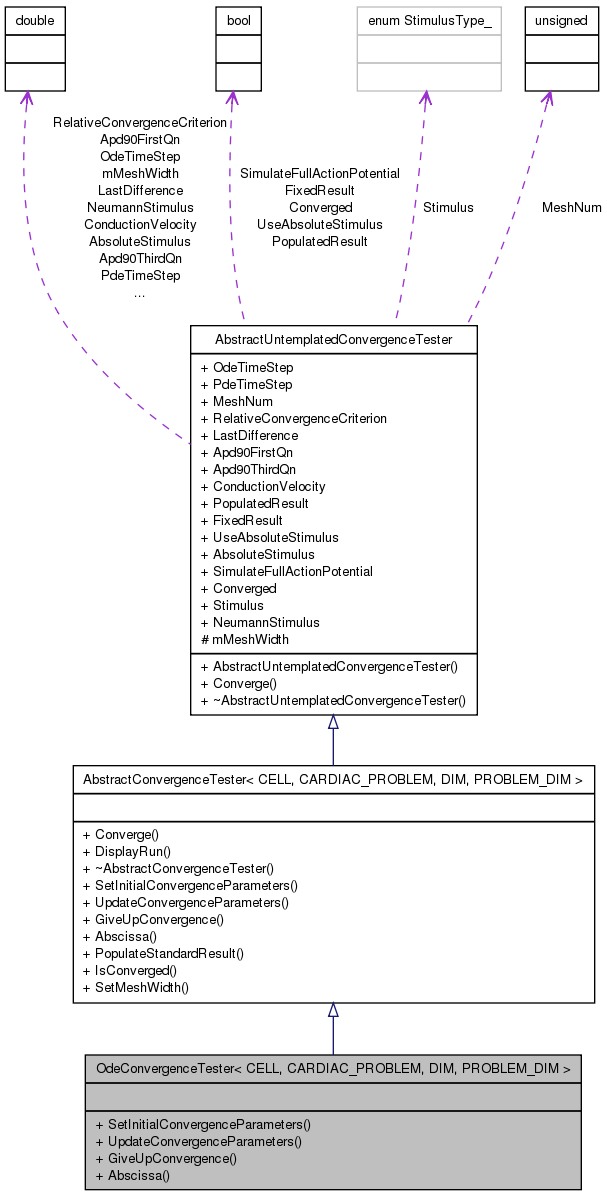 double
bool
enum StimulusType_
unsigned
RelativeConvergenceCriterion
Apd90FirstQn
OdeTimeStep
mMeshWidth
LastDifference
NeumannStimulus
ConductionVelocity
AbsoluteStimulus
Apd90ThirdQn
PdeTimeStep
...
SimulateFullActionPotential
FixedResult
Converged
UseAbsoluteStimulus
PopulatedResult
Stimulus
MeshNum
AbstractUntemplatedConvergenceTester
+ OdeTimeStep
+ PdeTimeStep
+ MeshNum
+ RelativeConvergenceCriterion
+ LastDifference
+ Apd90FirstQn
+ Apd90ThirdQn
+ ConductionVelocity
+ PopulatedResult
+ FixedResult
+ UseAbsoluteStimulus
+ AbsoluteStimulus
+ SimulateFullActionPotential
+ Converged
+ Stimulus
+ NeumannStimulus
# mMeshWidth
+ AbstractUntemplatedConvergenceTester()
+ Converge()
+ ~AbstractUntemplatedConvergenceTester()
AbstractConvergenceTester< CELL, CARDIAC_PROBLEM, DIM, PROBLEM_DIM >
+ Converge()
+ DisplayRun()
+ ~AbstractConvergenceTester()
+ SetInitialConvergenceParameters()
+ UpdateConvergenceParameters()
+ GiveUpConvergence()
+ Abscissa()
+ PopulateStandardResult()
+ IsConverged()
+ SetMeshWidth()
OdeConvergenceTester< CELL, CARDIAC_PROBLEM, DIM, PROBLEM_DIM >
+ SetInitialConvergenceParameters()
+ UpdateConvergenceParameters()
+ GiveUpConvergence()
+ Abscissa()